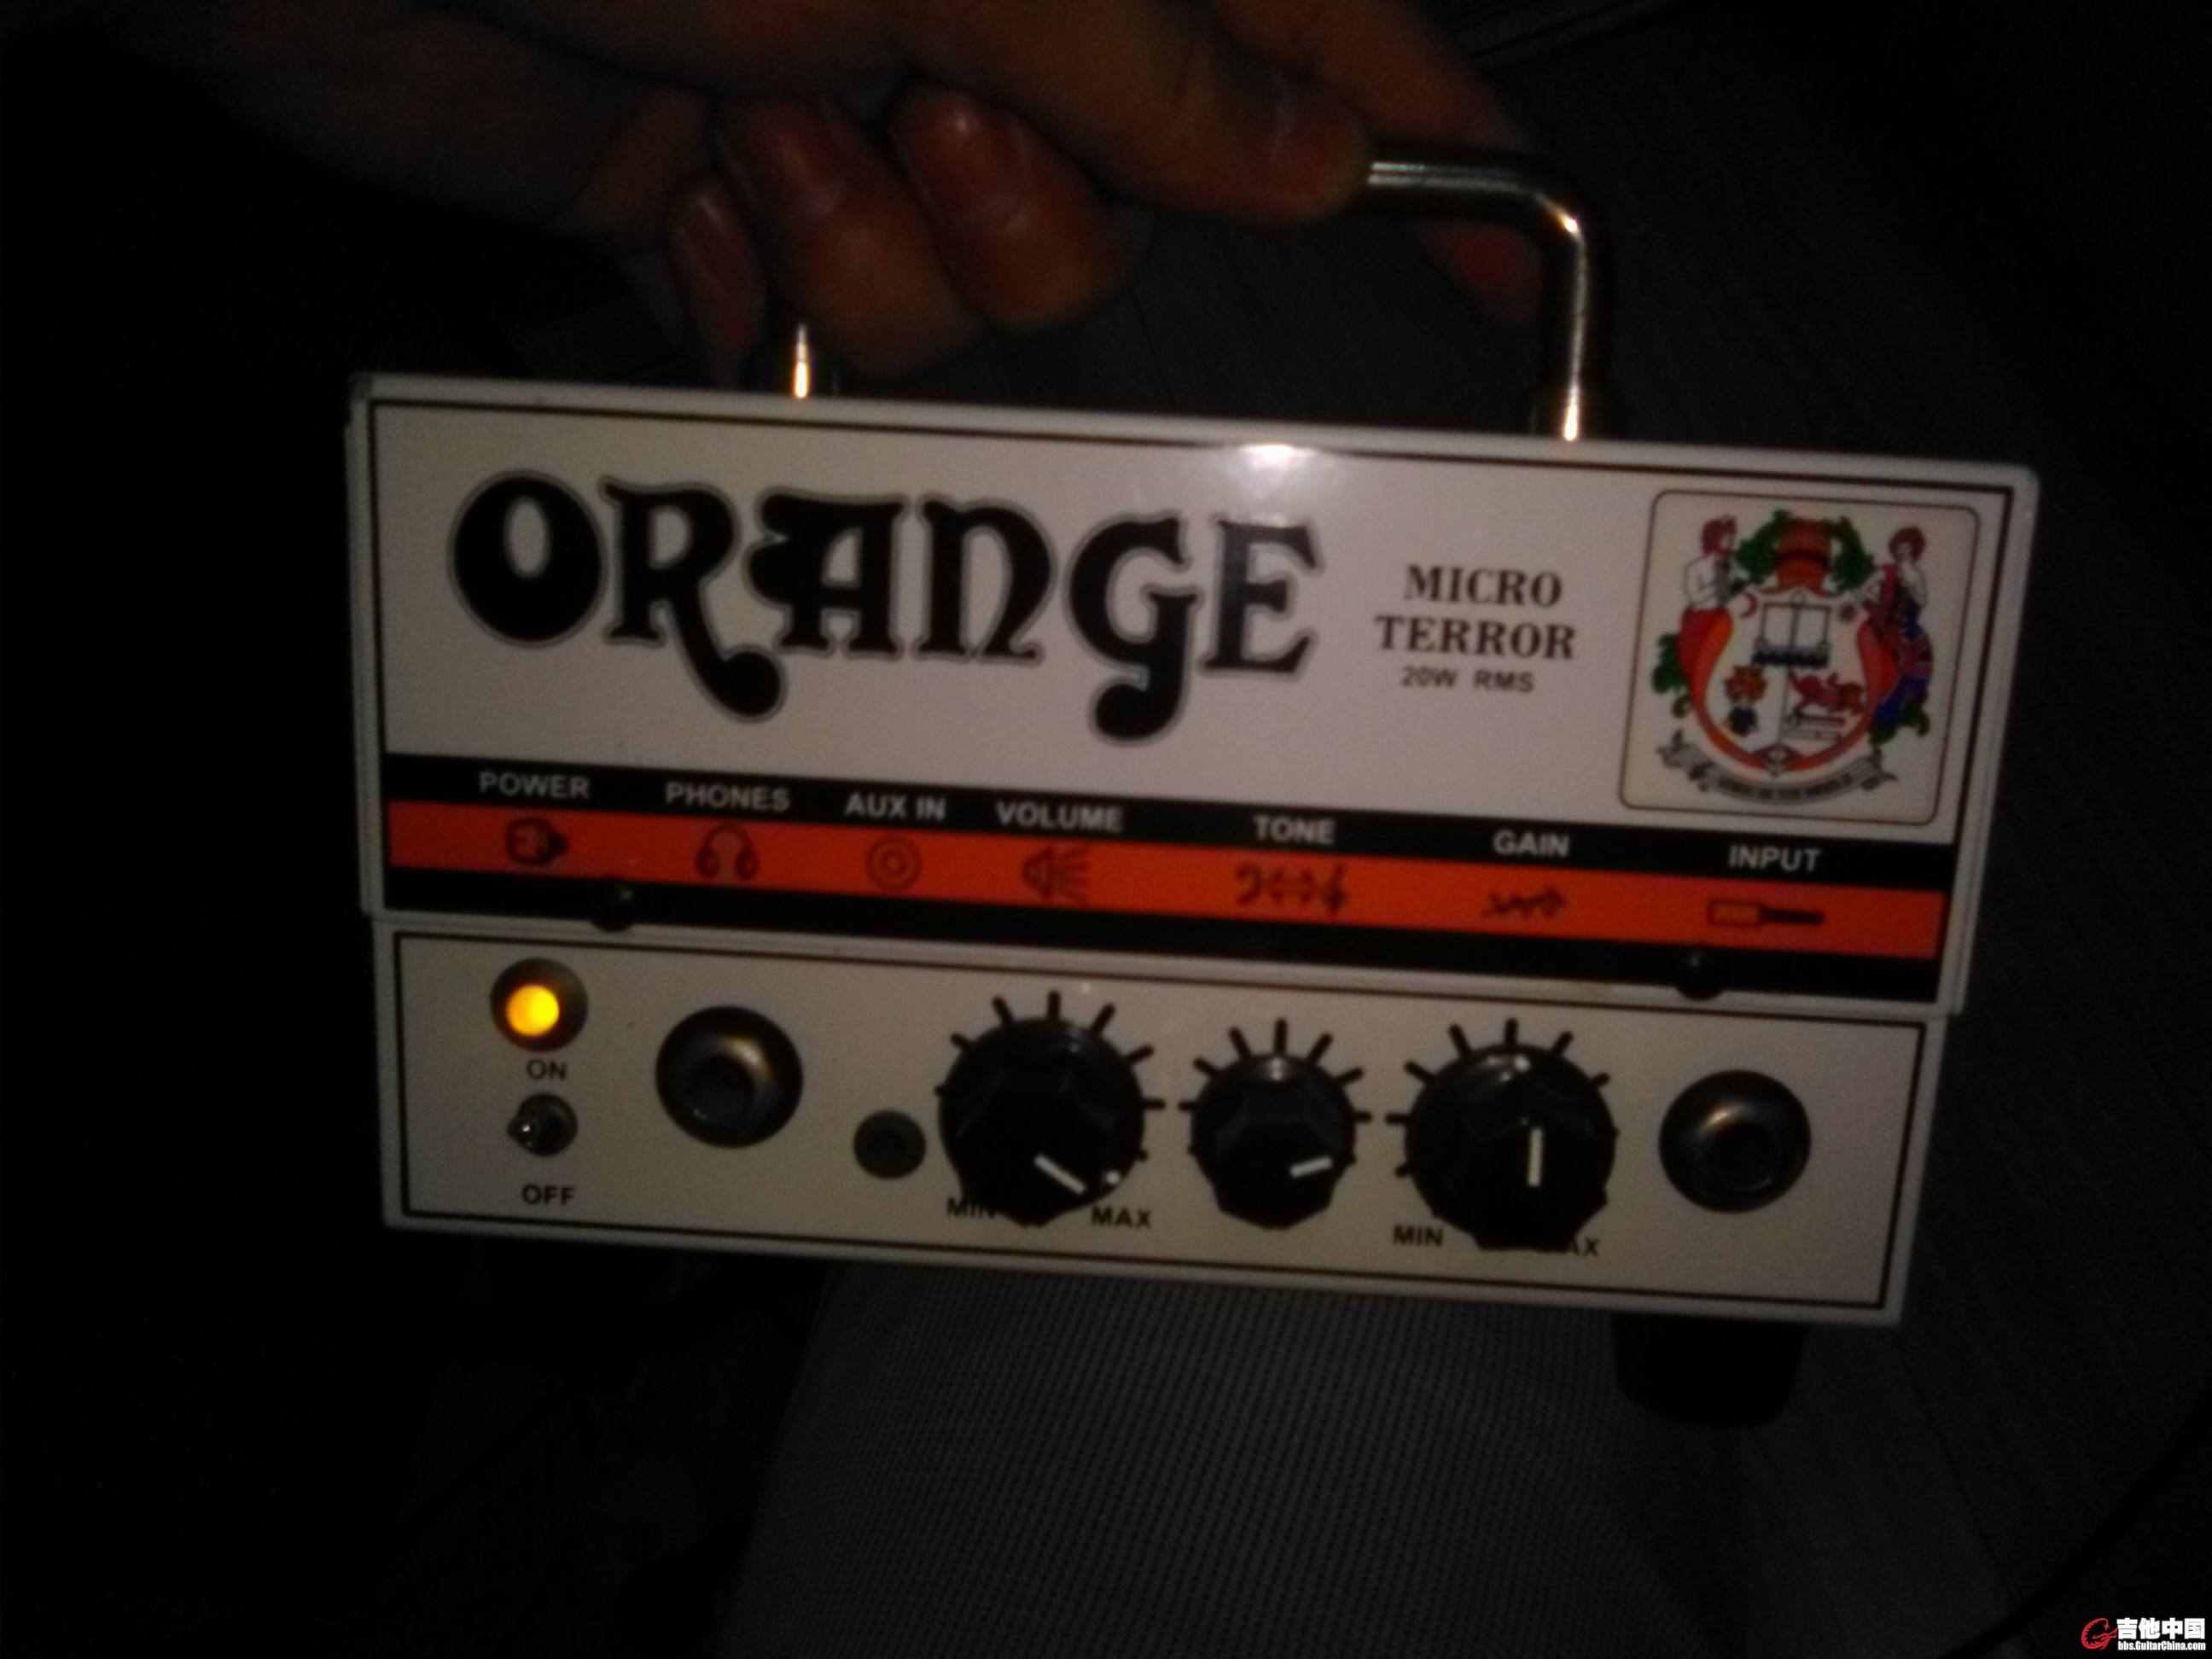 ORANGE
MICRO
TERROR
20W RMS
POWER PHONES AUX IN VOLUME TONE GAIN INPUT
ON
OFF
MIN MAX MIN MAX
吉他中国
bbs.GuitarChina.com